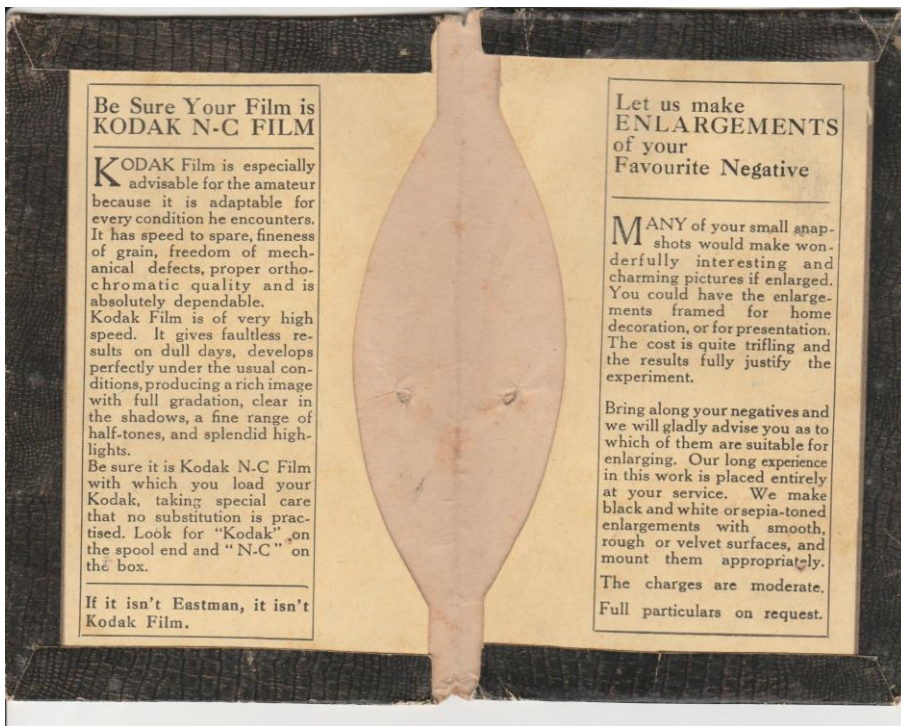 Be Sure Your Film is
KODAK N-C FILM
KODAK Film is especially
advisable for the amateur
because it is adaptable for
every condition he encounters.
It has speed to spare, fineness
of grain, freedom of mech-
anical defects, proper ortho-
chromatic quality and is
absolutely dependable.
Kodak Film is of very high
speed. It gives faultless re-
sults on dull days, develops
perfectly under the usual con-
ditions, producing a rich image
with full gradation, clear in
the shadows, a fine range of
half-tones, and splendid high-
lights.
Be sure it is Kodak N-C Film
with which you load your
Kodak, taking special care
that no substitution is prac-
tised. Look for "Kodak" on
the spool end and "N-C" on
the box.
If it isn't Eastman, it isn't
Kodak Film.
Let us make
ENLARGEMENTS
of your
Favourite Negative
MANY of your small snap-
shots would make won-
derfully interesting and
charming pictures if enlarged.
You could have the enlarge-
ments framed for home
decoration, or for presentation.
The cost is quite trifling and
the results fully justify the
experiment.
Bring along your negatives and
we will gladly advise you as to
which of them are suitable for
enlarging. Our long experience
in this work is placed entirely
at your service. We make
black and white or sepia-toned
enlargements with smooth,
rough or velvet surfaces, and
mount them appropriately.
The charges are moderate.
Full particulars on request.